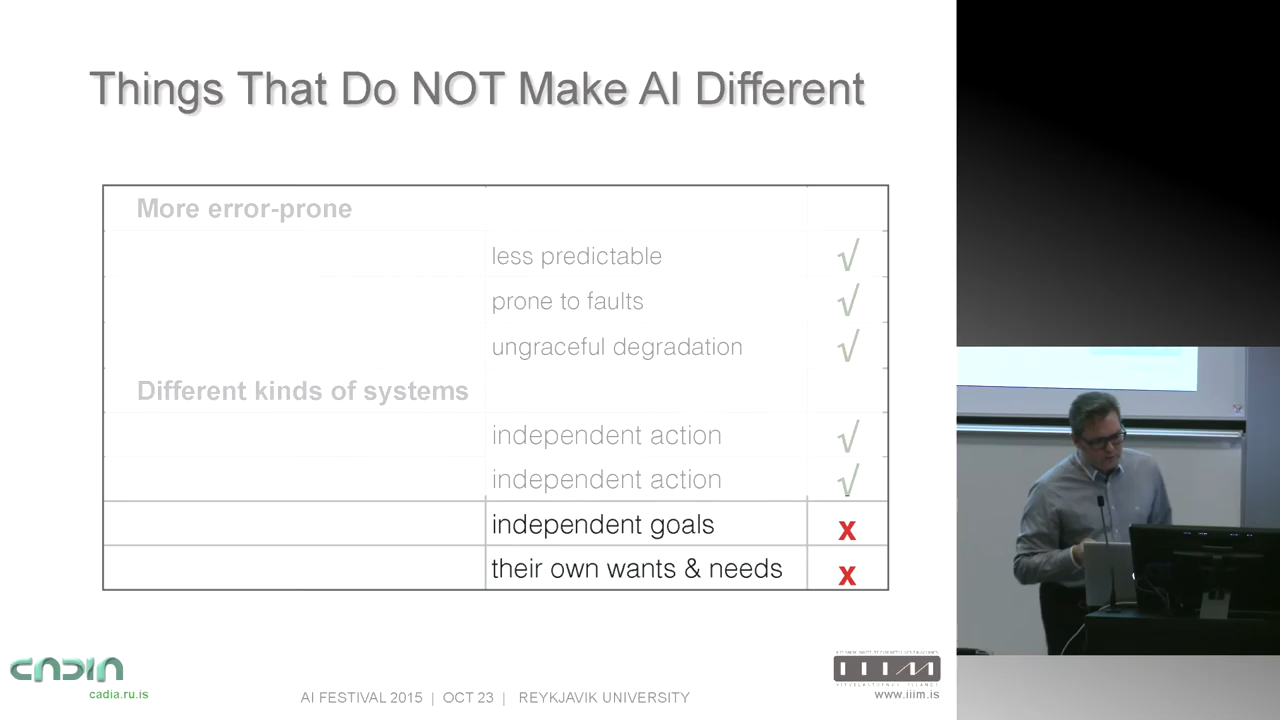 Things That Do NOT Make AI Different
More error-prone
less predictable √
prone to faults √
ungraceful degradation √
Different kinds of systems
independent action √
independent action √
independent goals x
their own wants & needs x
CADIA
cadia.ru.is
AI FESTIVAL 2015 | OCT 23 | REYKJAVIK UNIVERSITY
IIIM
www.iiim.is